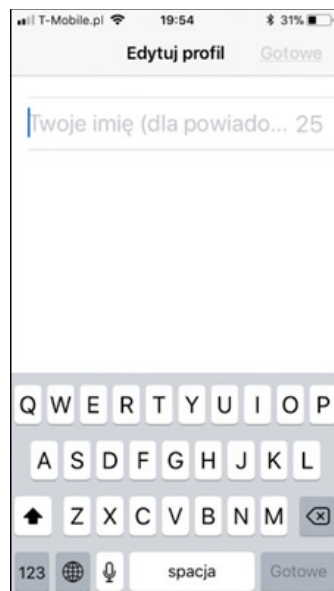 T-Mobile.pl 19:54 31%
Edytuj profil Gotowe
Twoje imię (dla powiado... 25
Q W E R T Y U I O P
A S D F G H J K L
Z X C V B N M
123 spacja Gotowe